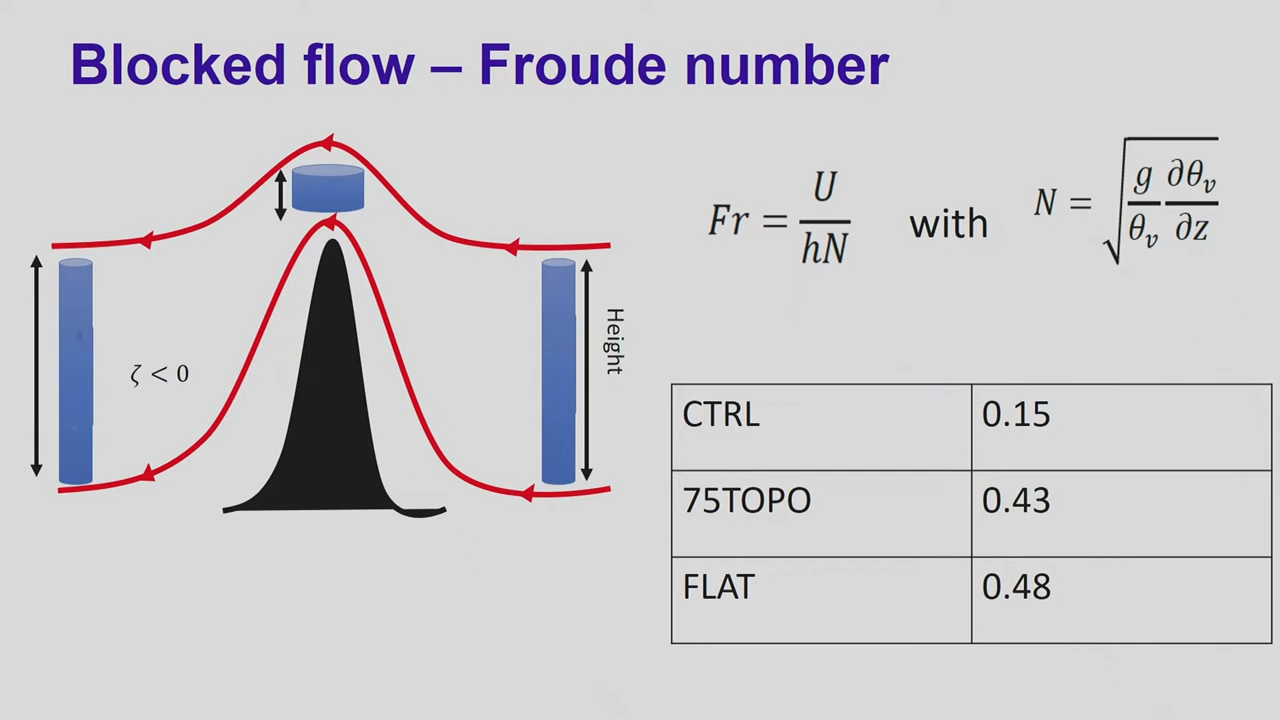 Blocked flow – Froude number
Fr = U / hN with N = √(g/θᵥ ∂θᵥ/∂z)
Height
ζ < 0
CTRL 0.15
75TOPO 0.43
FLAT 0.48